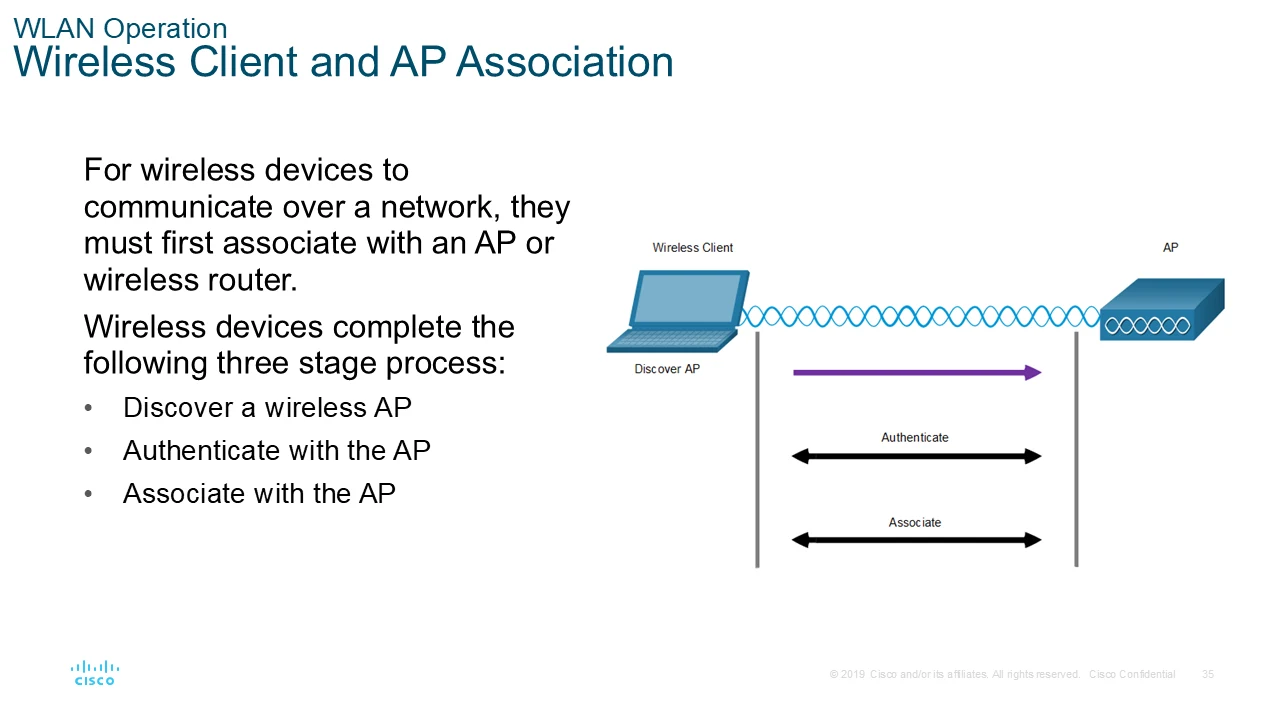 WLAN Operation
Wireless Client and AP Association
For wireless devices to
communicate over a network, they
must first associate with an AP or
wireless router.
Wireless devices complete the
following three stage process:
• Discover a wireless AP
• Authenticate with the AP
• Associate with the AP
Wireless Client
AP
Discover AP
Authenticate
Associate
CISCO
© 2019 Cisco and/or its affiliates. All rights reserved. Cisco Confidential
35